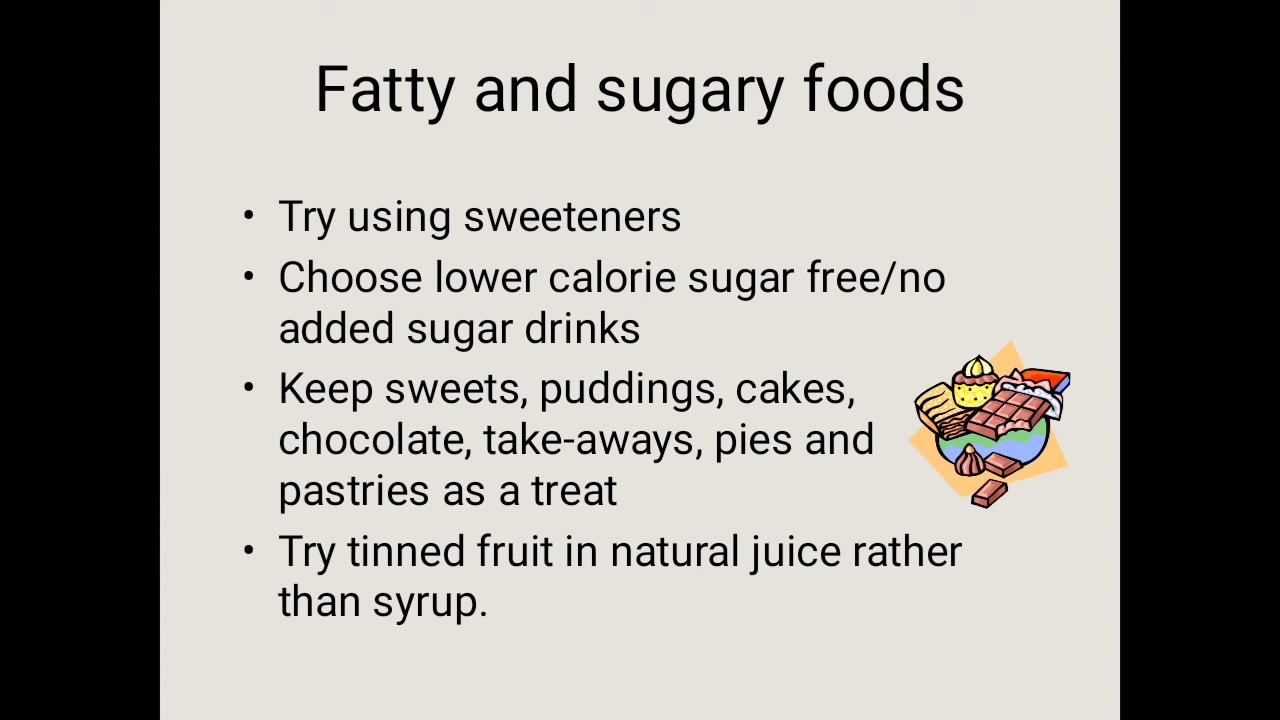 Fatty and sugary foods
• Try using sweeteners
• Choose lower calorie sugar free/no
added sugar drinks
• Keep sweets, puddings, cakes,
chocolate, take-aways, pies and
pastries as a treat
• Try tinned fruit in natural juice rather
than syrup.